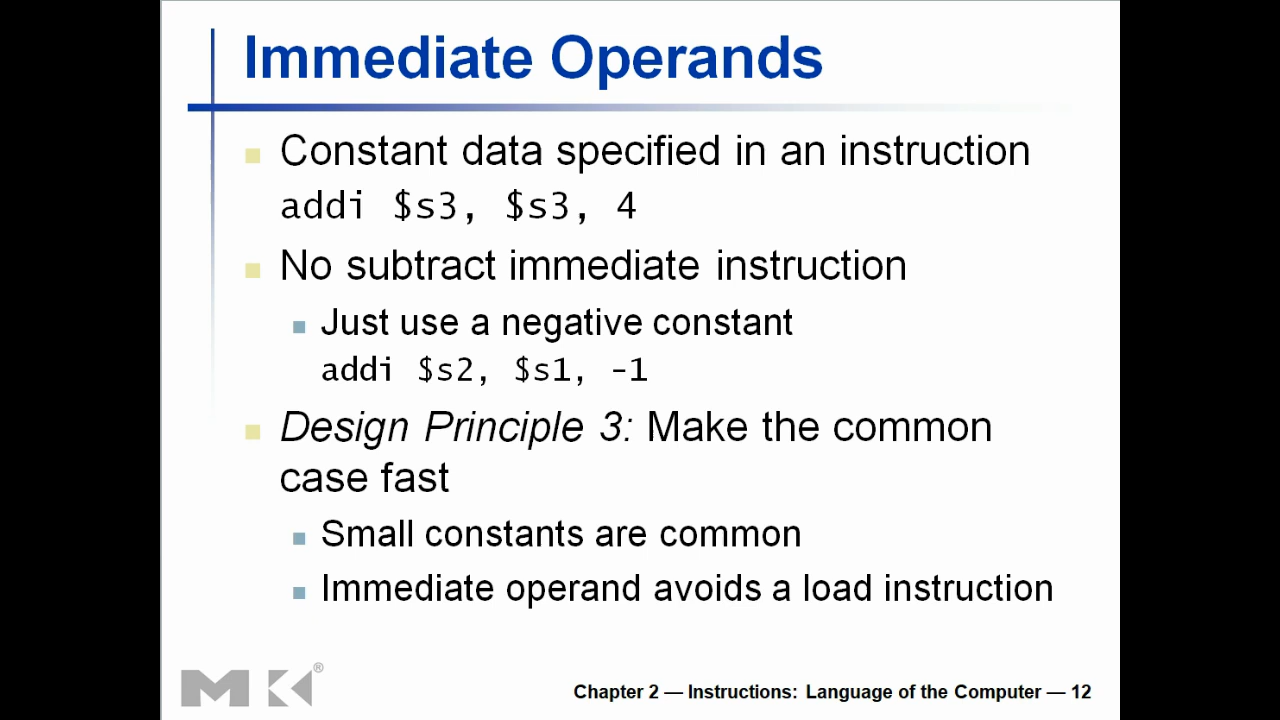 Immediate Operands
Constant data specified in an instruction
addi $s3, $s3, 4
No subtract immediate instruction
Just use a negative constant
addi $s2, $s1, -1
Design Principle 3: Make the common
case fast
Small constants are common
Immediate operand avoids a load instruction
MK®
Chapter 2 — Instructions: Language of the Computer — 12